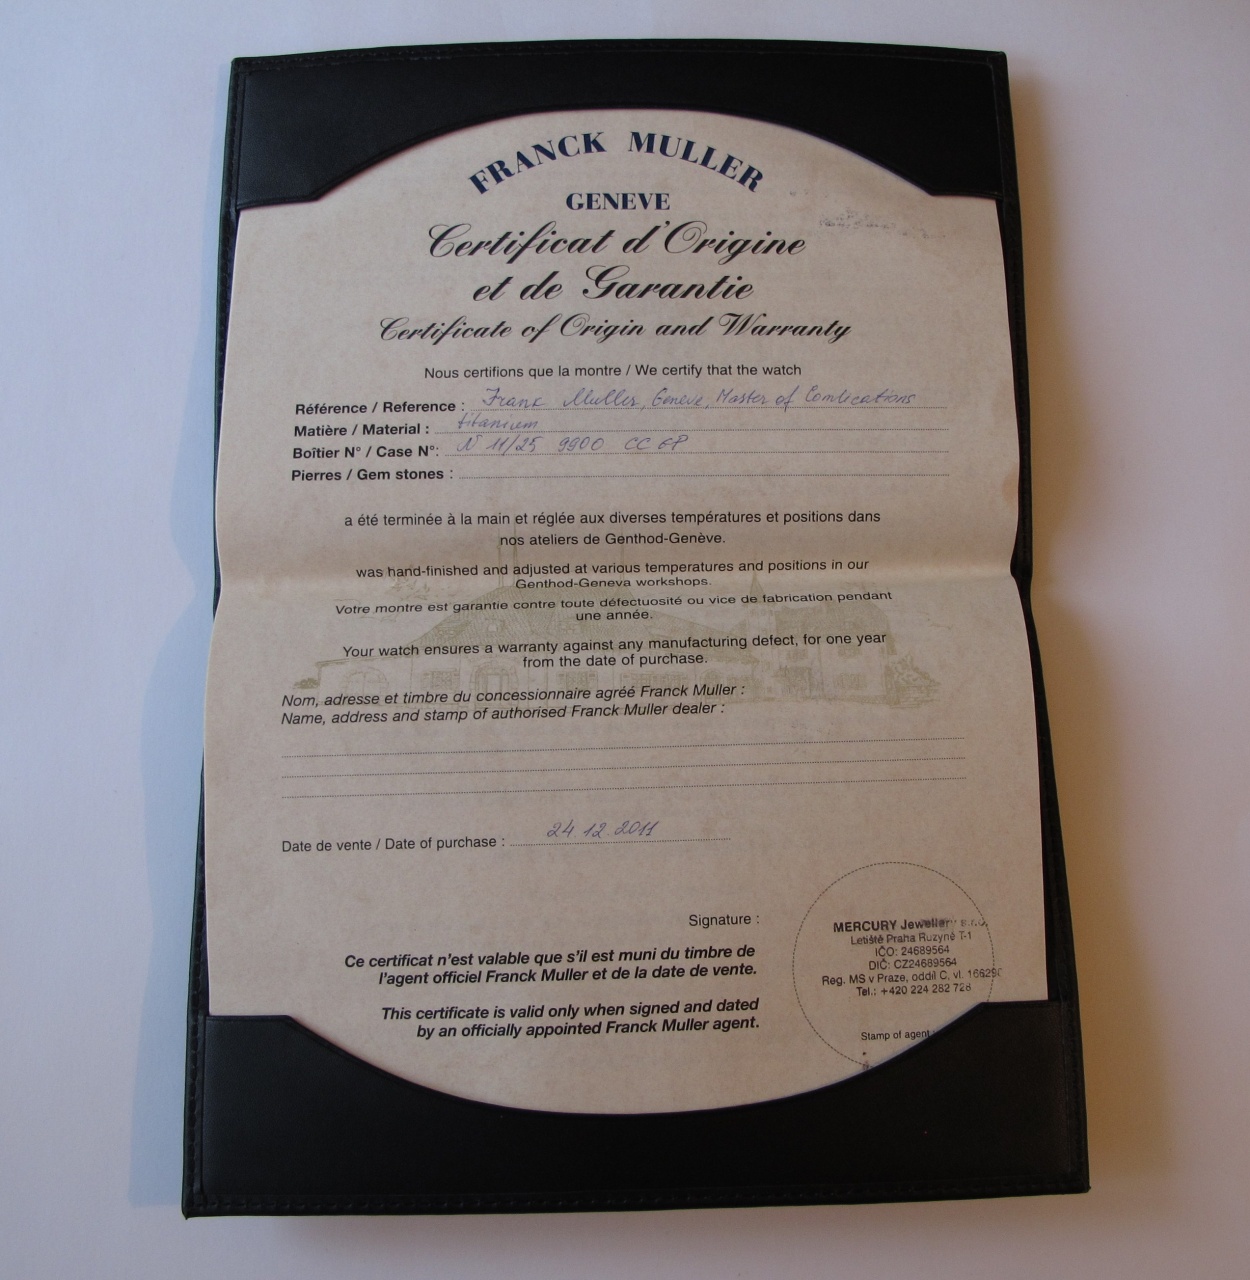 FRANCK MULLER
GENEVE
Certificat d'Origine
et de Garantie
Certificate of Origin and Warranty
Nous certifions que la montre / We certify that the watch
Référence / Reference : Frank Muller, Geneve, Master of Comlications
Matière / Material : titanium
Boîtier N° / Case N°: N 11/25 9900 CC GP
Pierres / Gem stones :
a été terminée à la main et réglée aux diverses températures et positions dans
nos ateliers de Genthod-Genève.
was hand-finished and adjusted at various temperatures and positions in our
Genthod-Geneva workshops.
Votre montre est garantie contre toute défectuosité ou vice de fabrication pendant
une année.
Your watch ensures a warranty against any manufacturing defect, for one year
from the date of purchase.
Nom, adresse et timbre du concessionnaire agréé Franck Muller :
Name, address and stamp of authorised Franck Muller dealer :
Date de vente / Date of purchase : 24.12.2011
Signature :
Ce certificat n'est valable que s'il est muni du timbre de
l'agent officiel Franck Muller et de la date de vente.
This certificate is valid only when signed and dated
by an officially appointed Franck Muller agent.
MERCURY Jewellery s.r.o.
Letiště Praha Ruzyně T-1
IČO: 24689564
DIČ: CZ24689564
Reg. MS v Praze, oddíl C, vl.
Tel.: +420 224 282 728
Stamp of agent